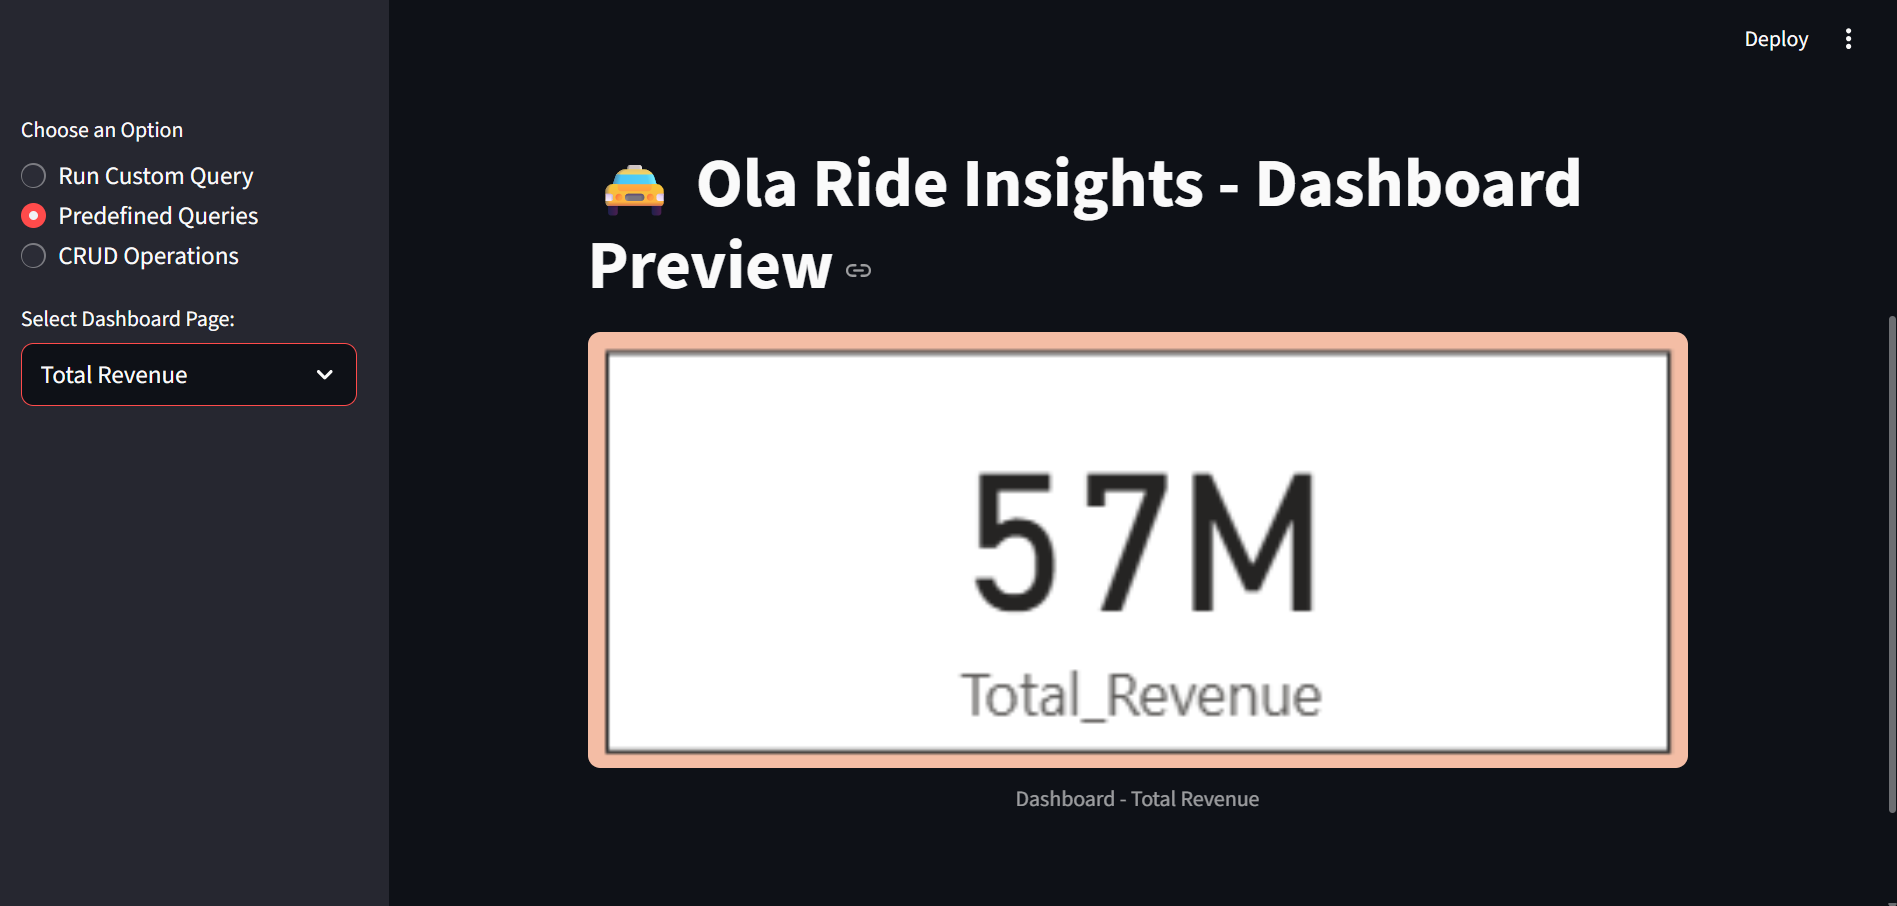 Deploy
Choose an Option
Run Custom Query
Predefined Queries
CRUD Operations
Select Dashboard Page:
Total Revenue
Ola Ride Insights - Dashboard
Preview
57M
Total_Revenue
Dashboard - Total Revenue